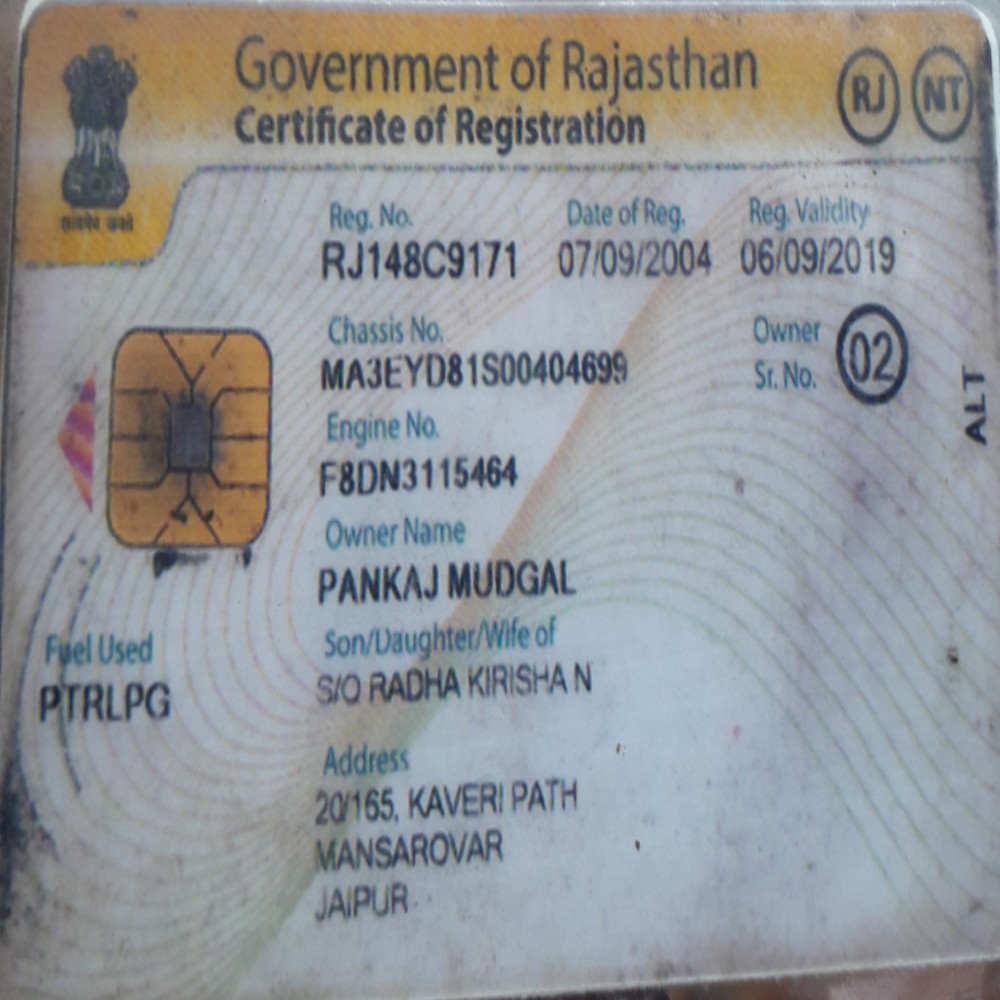 Government of Rajasthan
Certificate of Registration
RJ NT
Reg. No. Date of Reg. Reg. Validity
RJ148C9171 07/09/2004 06/09/2019
Chassis No. Owner
MA3EYD81S00404699 Sr. No. 02
Engine No.
F8DN3115464
ALT
Owner Name
PANKAJ MUDGAL
Fuel Used Son/Daughter/Wife of
PTRLPG S/O RADHA KIRISHA N
Address
20/165, KAVERI PATH
MANSAROVAR
JAIPUR